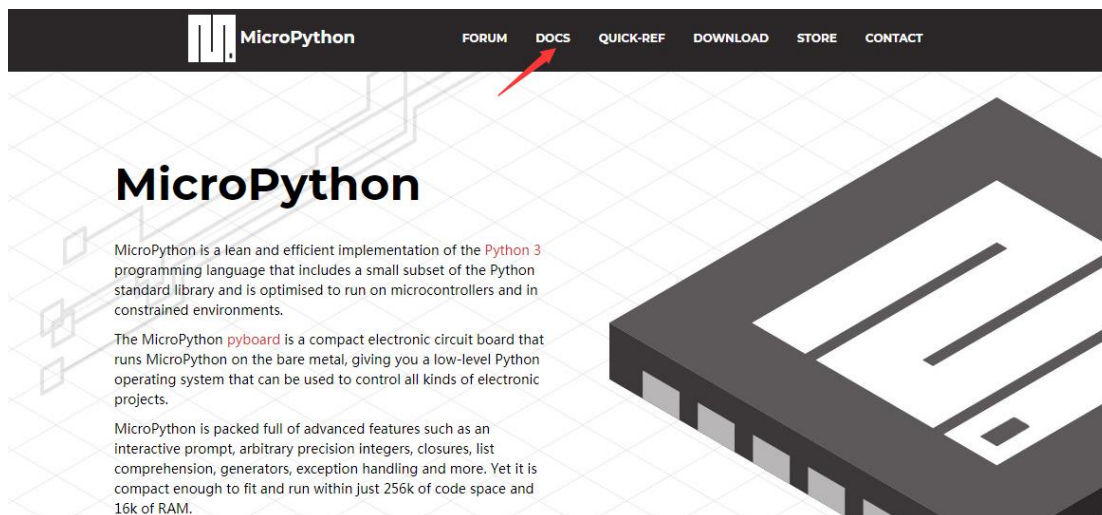 MicroPython FORUM DOCS QUICK-REF DOWNLOAD STORE CONTACT
MicroPython
MicroPython is a lean and efficient implementation of the Python 3
programming language that includes a small subset of the Python
standard library and is optimised to run on microcontrollers and in
constrained environments.
The MicroPython pyboard is a compact electronic circuit board that
runs MicroPython on the bare metal, giving you a low-level Python
operating system that can be used to control all kinds of electronic
projects.
MicroPython is packed full of advanced features such as an
interactive prompt, arbitrary precision integers, closures, list
comprehension, generators, exception handling and more. Yet it is
compact enough to fit and run within just 256k of code space and
16k of RAM.